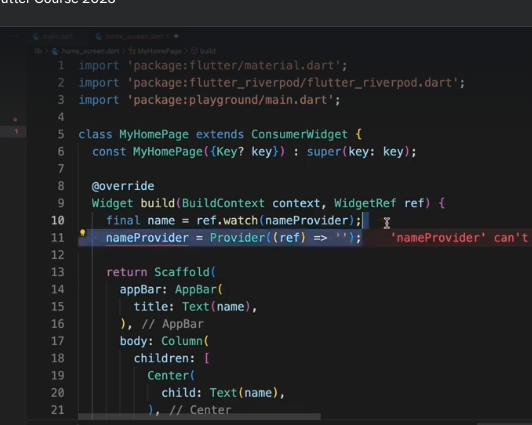 Flutter Course 2023
main.dart home_screen.dart
lib > home_screen.dart > MyHomePage > build
1 import 'package:flutter/material.dart';
2 import 'package:flutter_riverpod/flutter_riverpod.dart';
3 import 'package:playground/main.dart';
4
5 class MyHomePage extends ConsumerWidget {
6 const MyHomePage({Key? key}) : super(key: key);
7
8 @override
9 Widget build(BuildContext context, WidgetRef ref) {
10 final name = ref.watch(nameProvider);
11 nameProvider = Provider((ref) => ''); 'nameProvider' can't
12
13 return Scaffold(
14 appBar: AppBar(
15 title: Text(name),
16 ), // AppBar
17 body: Column(
18 children: [
19 Center(
20 child: Text(name),
21 ), // Center
1